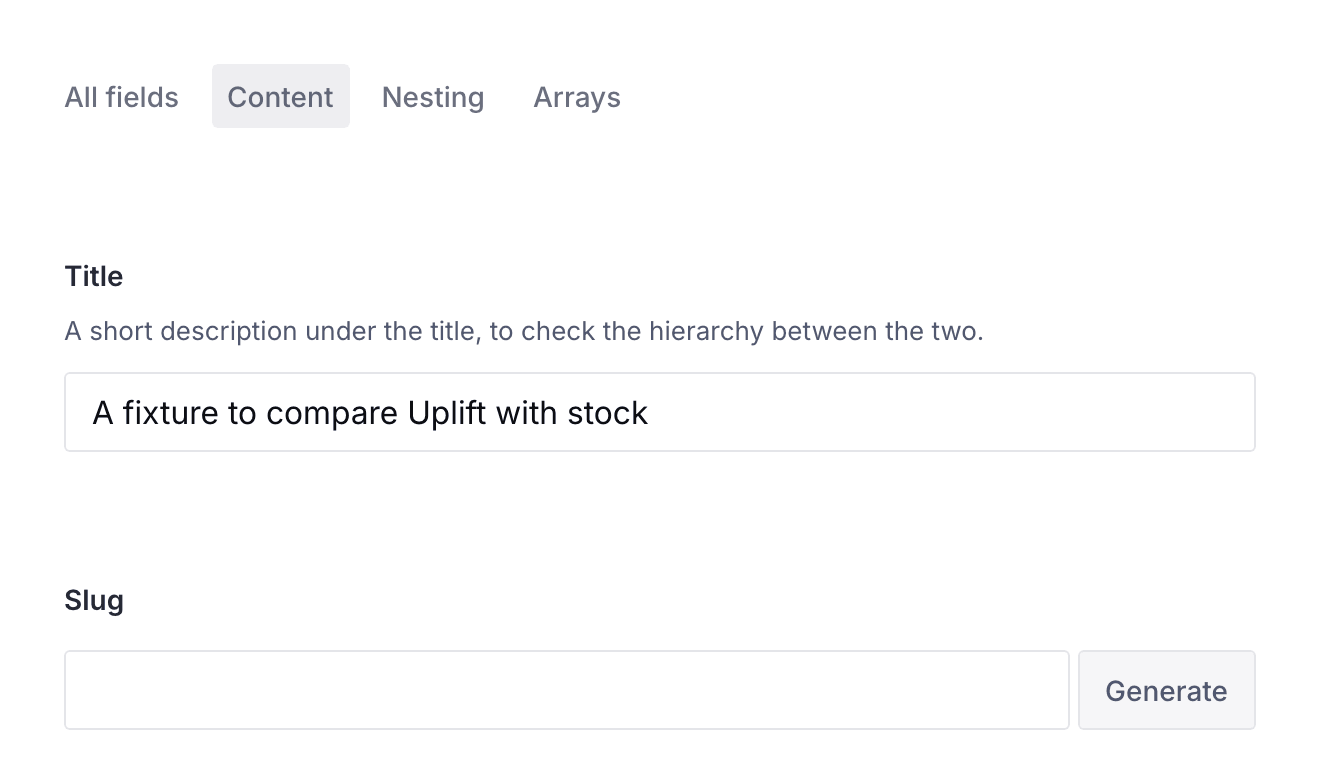 All fields Content Nesting Arrays
Title
A short description under the title, to check the hierarchy between the two.
A fixture to compare Uplift with stock
Slug
Generate